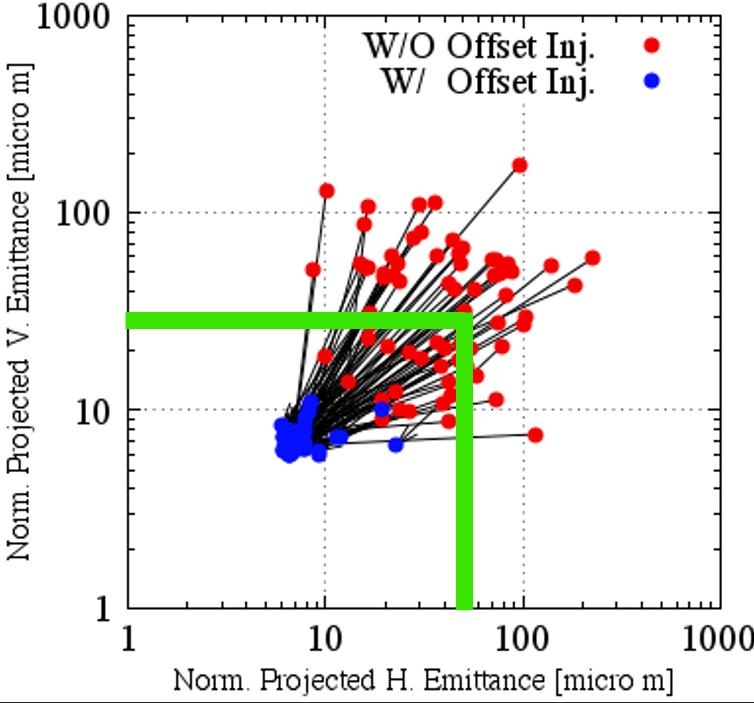 1000
W/O Offset Inj.
W/ Offset Inj.
100
10
1
1 10 100 1000
Norm. Projected V. Emittance [micro m]
Norm. Projected H. Emittance [micro m]